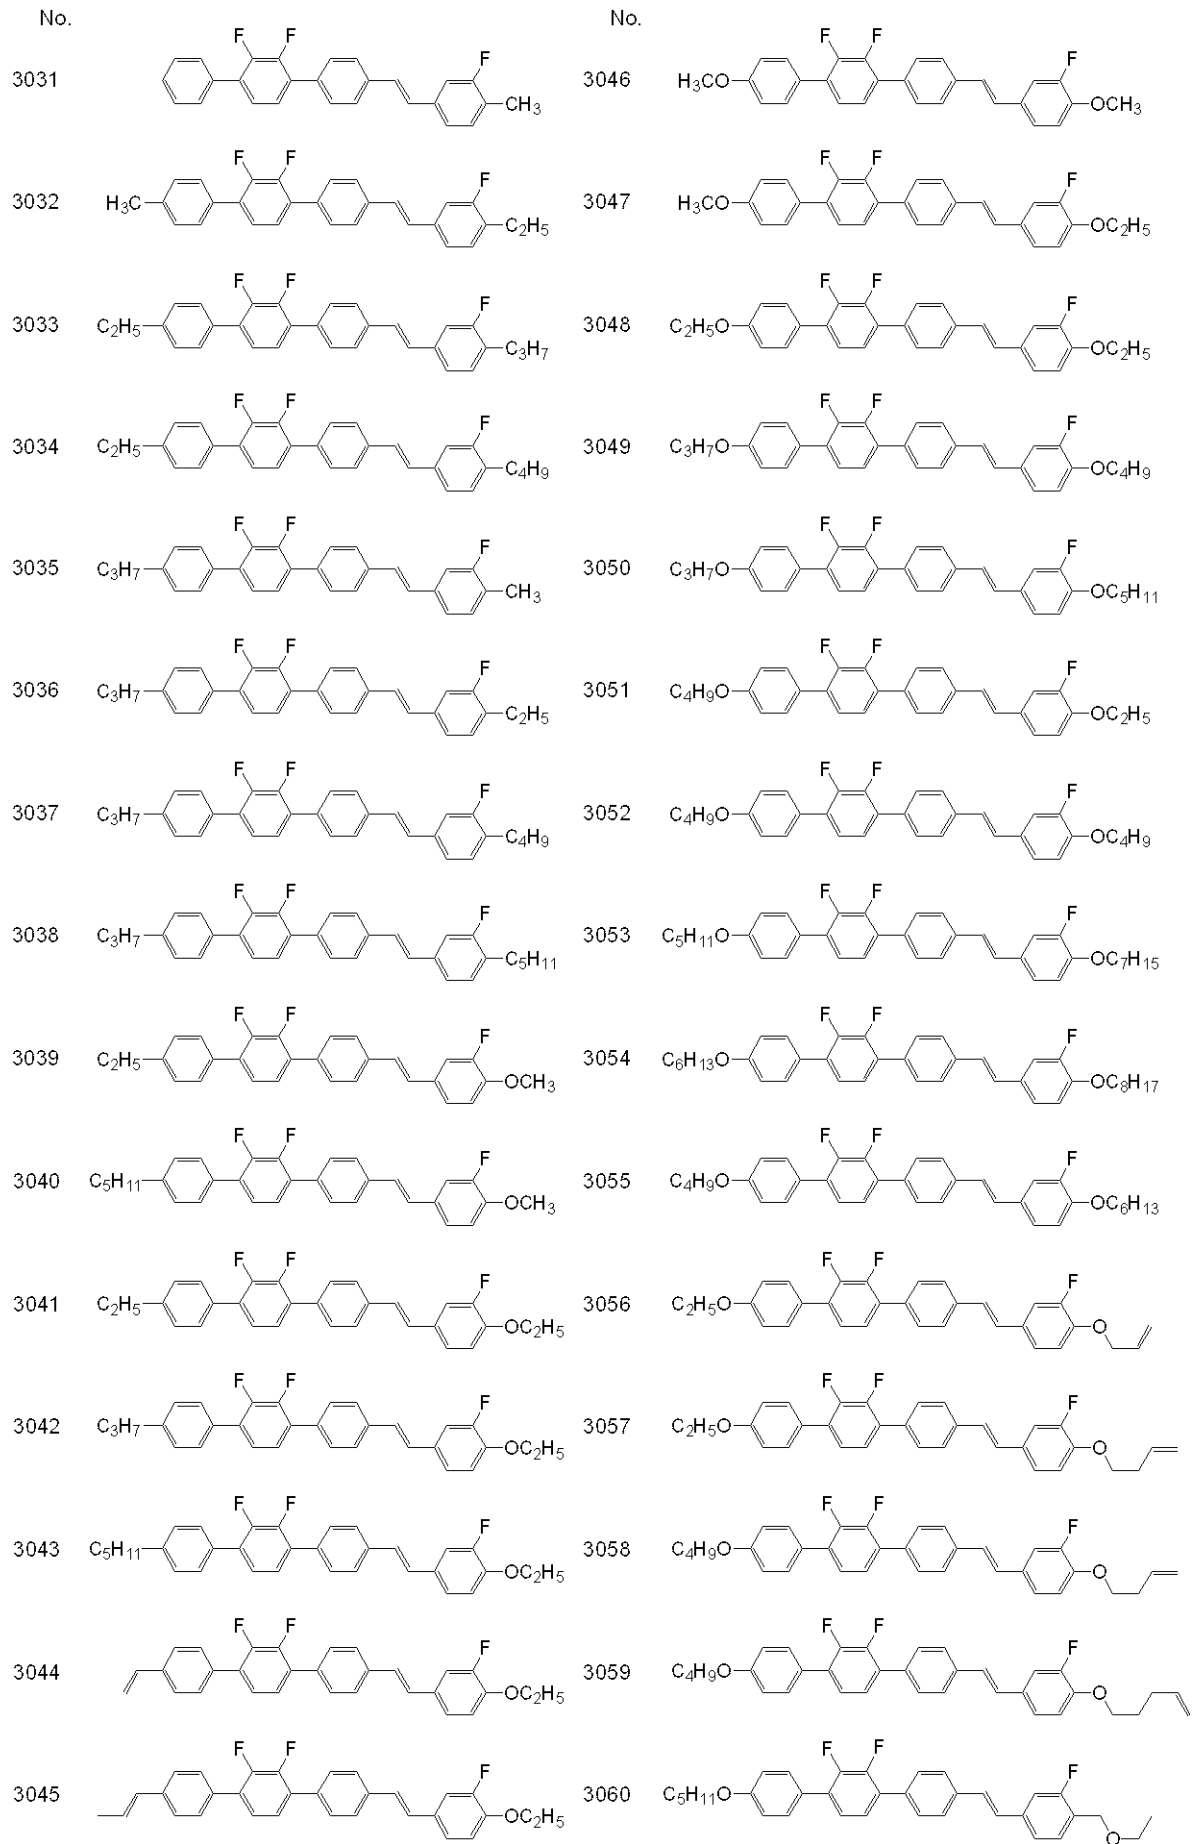 No.
3031 F F F CH3
3032 H3C F F F C2H5
3033 C2H5 F F F C3H7
3034 C2H5 F F F C4H9
3035 C3H7 F F F CH3
3036 C3H7 F F F C2H5
3037 C3H7 F F F C4H9
3038 C3H7 F F F C5H11
3039 C2H5 F F F OCH3
3040 C5H11 F F F OCH3
3041 C2H5 F F F OC2H5
3042 C3H7 F F F OC2H5
3043 C5H11 F F F OC2H5
3044 F F F OC2H5
3045 F F F OC2H5
No.
3046 H3CO F F F OCH3
3047 H3CO F F F OC2H5
3048 C2H5O F F F OC2H5
3049 C3H7O F F F OC4H9
3050 C3H7O F F F OC5H11
3051 C4H9O F F F OC2H5
3052 C4H9O F F F OC4H9
3053 C5H11O F F F OC7H15
3054 C6H13O F F F OC8H17
3055 C4H9O F F F OC6H13
3056 C2H5O F F F O
3057 C2H5O F F F O
3058 C4H9O F F F O
3059 C4H9O F F F O
3060 C5H11O F F F O